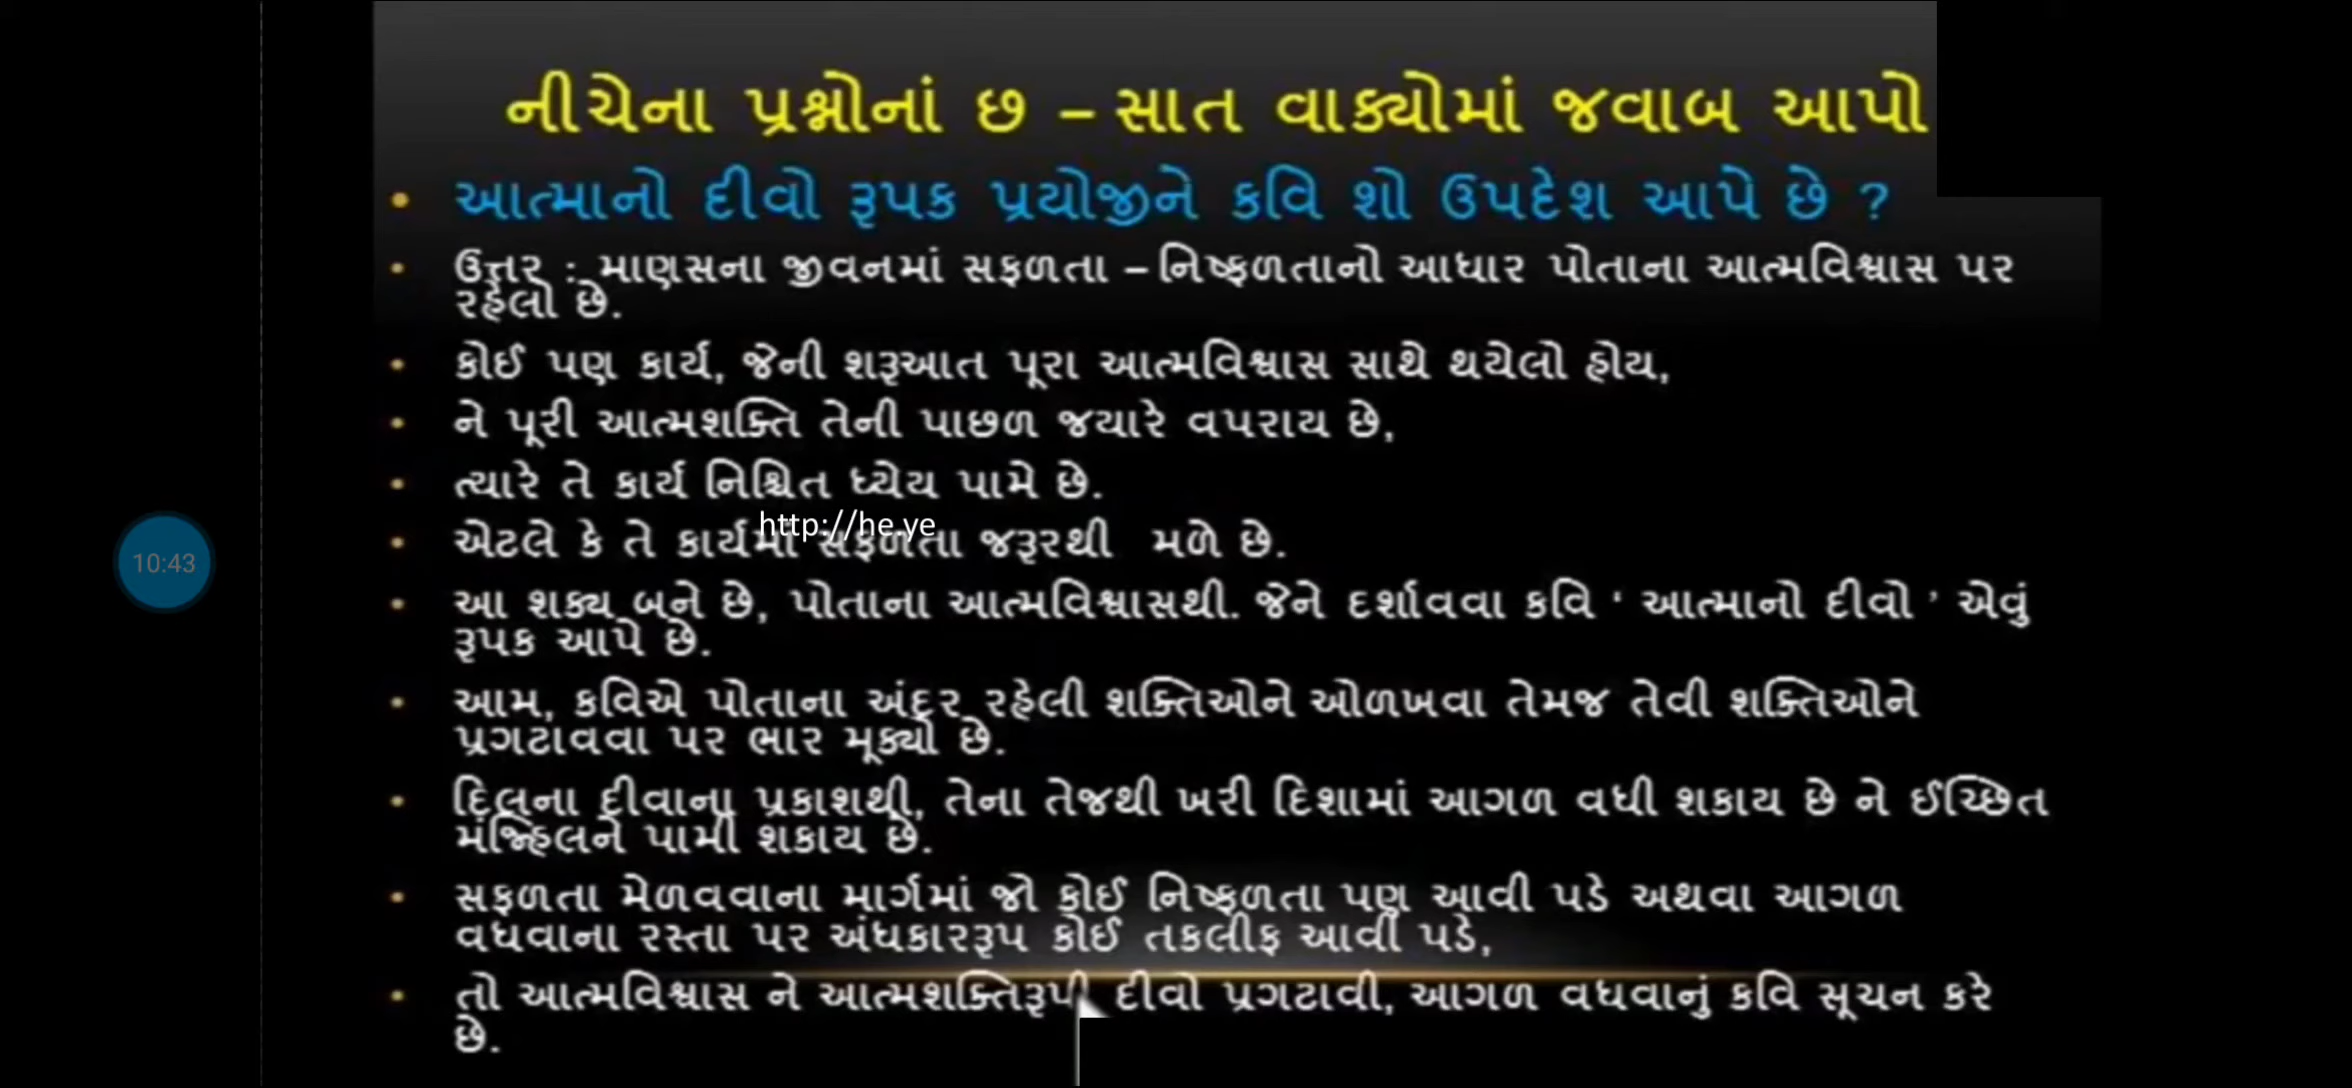 નીચેના પ્રશ્નોનાં છ – સાત વાક્યોમાં જવાબ આપો
• આત્માનો દીવો રૂપક પ્રયોજીને કવિ શો ઉપદેશ આપે છે ?
• ઉત્તર : માણસના જીવનમાં સફળતા – નિષ્ફળતાનો આધાર પોતાના આત્મવિશ્વાસ પર
રહેલો છે.
• કોઈ પણ કાર્ય, જેની શરૂઆત પૂરા આત્મવિશ્વાસ સાથે થયેલો હોય,
• ને પૂરી આત્મશક્તિ તેની પાછળ જયારે વપરાય છે,
• ત્યારે તે કાર્ય નિશ્ચિત ધ્યેય પામે છે.
http://he.ye
• એટલે કે તે કાર્યમાં સફળતા જરૂરથી મળે છે.
• આ શક્ય બને છે, પોતાના આત્મવિશ્વાસથી. જેને દર્શાવવા કવિ ‘ આત્માનો દીવો ’ એવું
રૂપક આપે છે.
10:43
• આમ, કવિએ પોતાના અંદર રહેલી શક્તિઓને ઓળખવા તેમજ તેવી શક્તિઓને
પ્રગટાવવા પર ભાર મૂક્યો છે.
• દિલના દીવાના પ્રકાશથી, તેના તેજથી ખરી દિશામાં આગળ વધી શકાય છે ને ઈચ્છિત
પામી શકાય છે.
• સફળતા મેળવવાના માર્ગમાં જો કોઈ નિષ્ફળતા પણ આવી પડે અથવા આગળ
વધવાના રસ્તા પર અંધકારરૂપ કોઈ તકલીફ આવી પડે,
• તો આત્મવિશ્વાસ ને આત્મશક્તિરૂપી દીવો પ્રગટાવી, આગળ વધવાનું કવિ સૂચન કરે
છે.